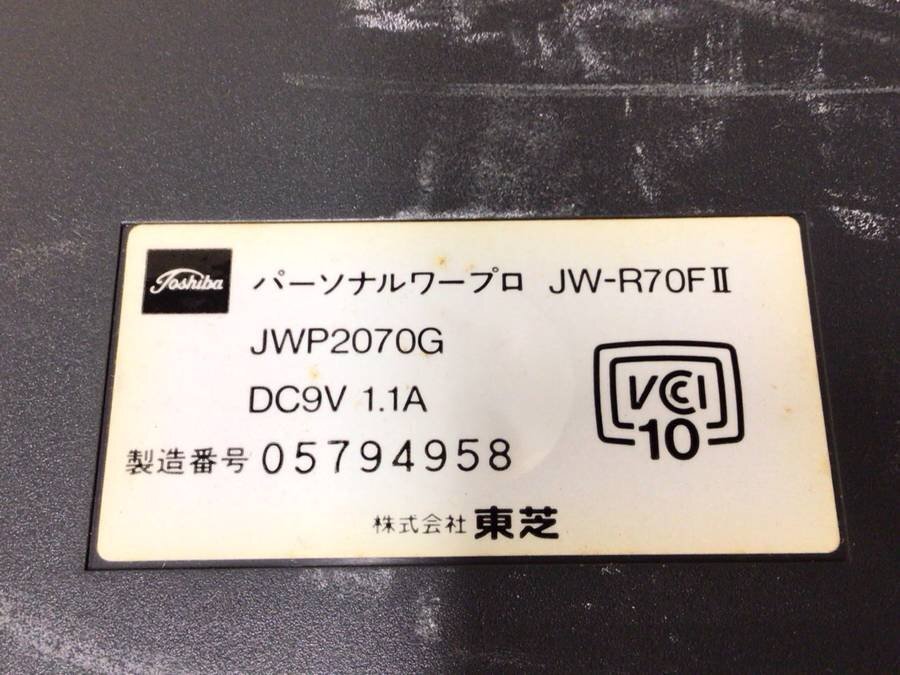 Toshiba パーソナルワープロ JW-R70FⅡ
JWP2070G
DC9V 1.1A
VCCI
10
製造番号 05794958
株式会社 東芝